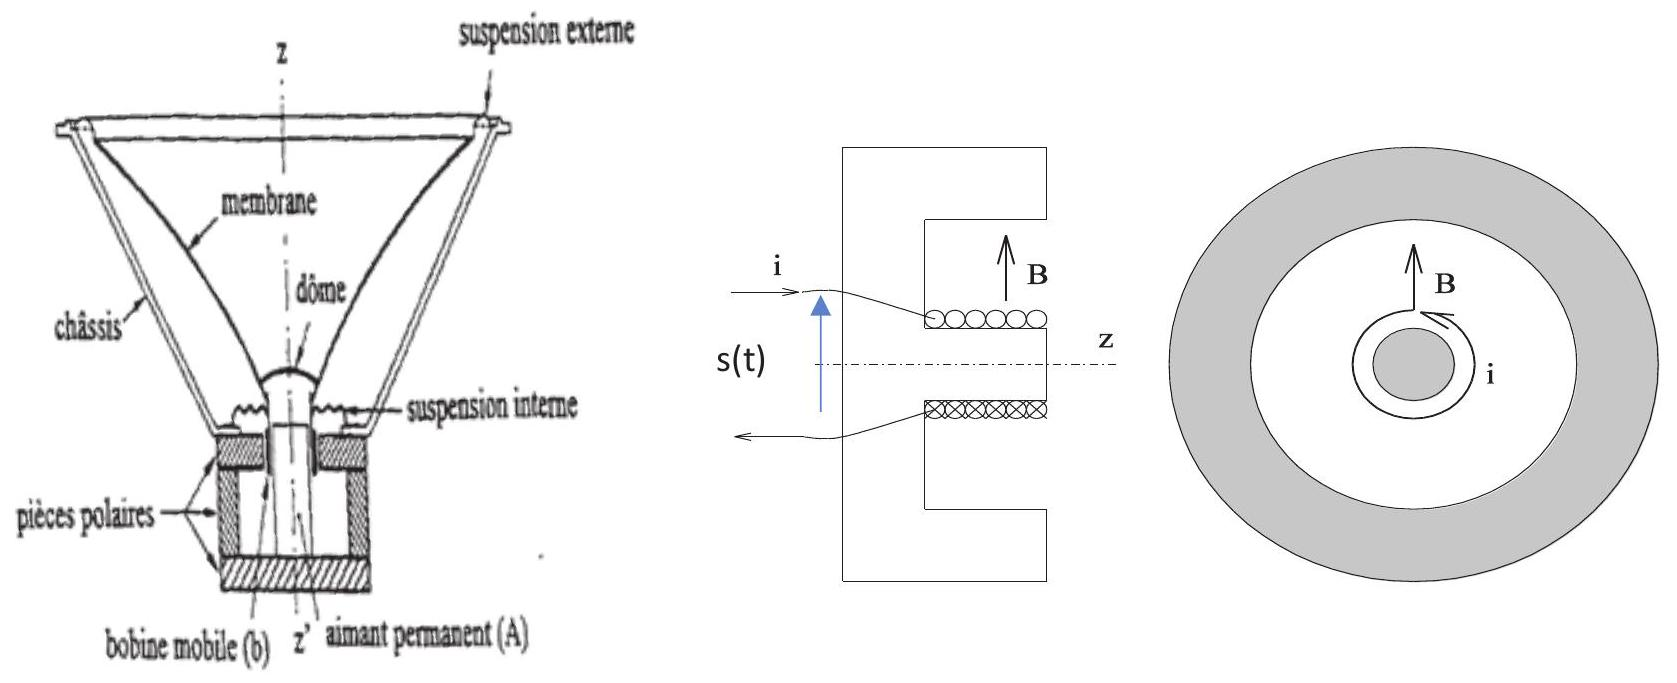 suspension externe
z
membrane
dôme
châssis
suspension interne
pièces polaires
bobine mobile (b)
z'
aimant permanent (A)
i
B
s(t)
z
B
i